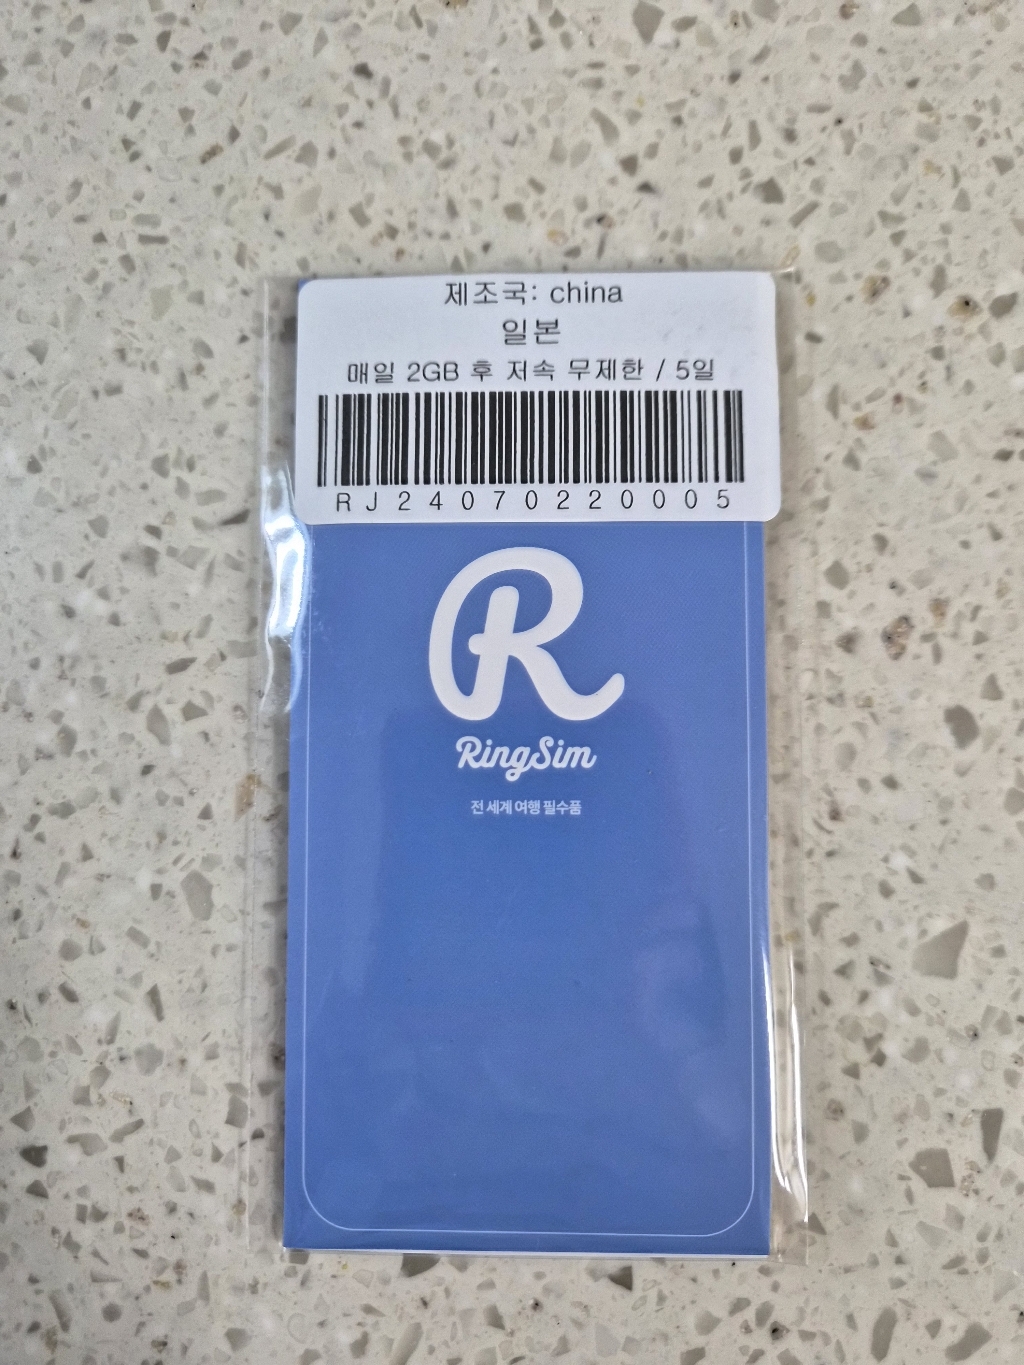 제조국: china
일본
매일 2GB 후 저속 무제한 / 5일
RJ24070220005
R
RingSim
전 세계 여행 필수품